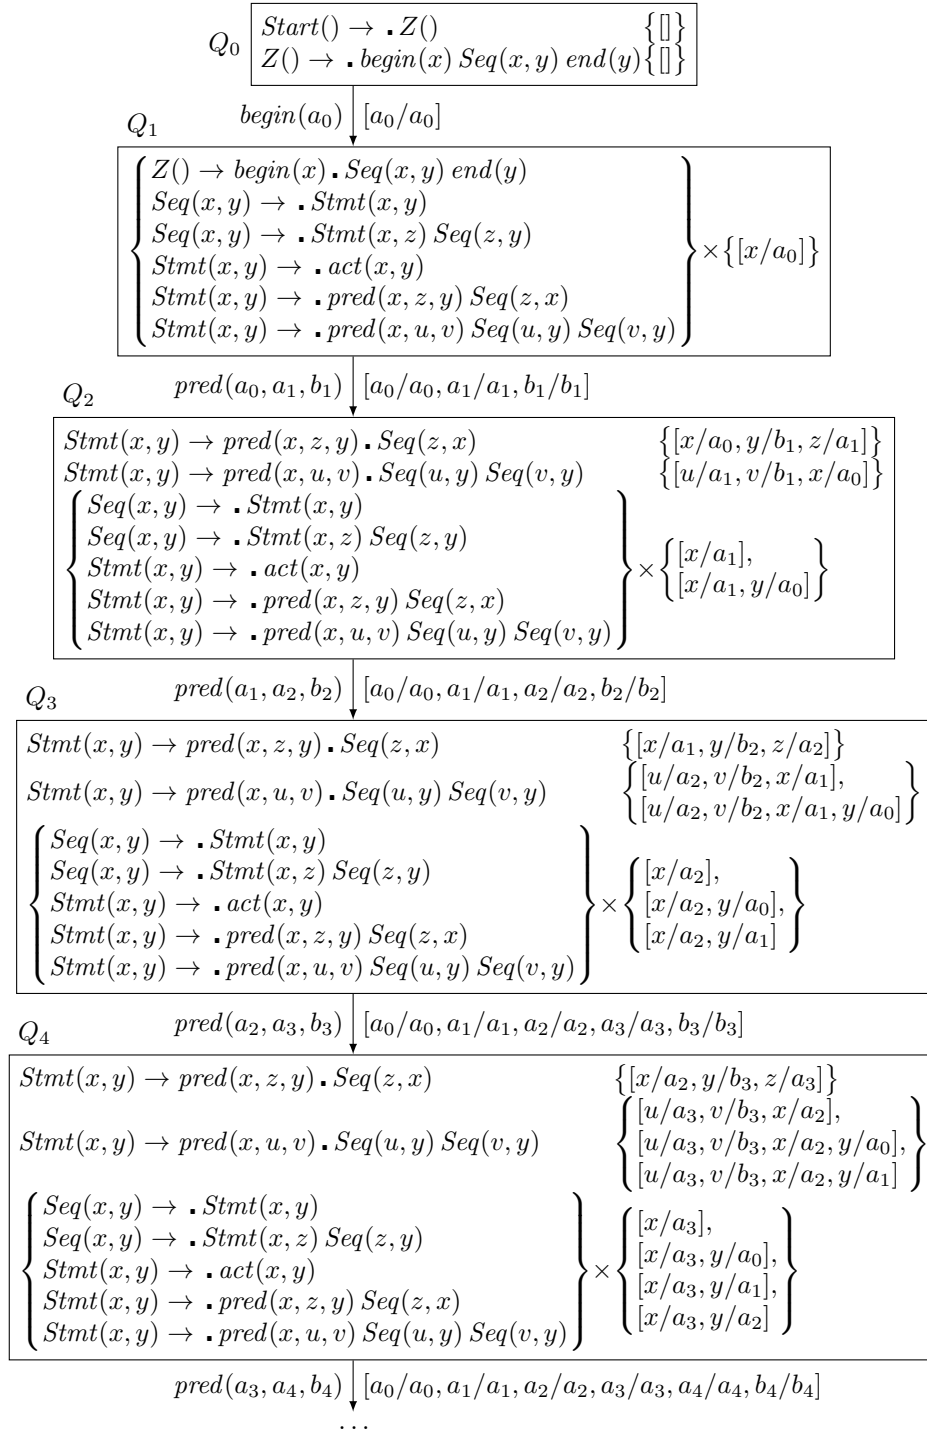 Q₀
Start() → . Z() {[]}
Z() → . begin(x) Seq(x, y) end(y) {[]}
begin(a₀) [a₀/a₀]
Q₁
Z() → begin(x) . Seq(x, y) end(y)
Seq(x, y) → . Stmt(x, y)
Seq(x, y) → . Stmt(x, z) Seq(z, y)
Stmt(x, y) → . act(x, y)
Stmt(x, y) → . pred(x, z, y) Seq(z, x)
Stmt(x, y) → . pred(x, u, v) Seq(u, y) Seq(v, y)
× {[x/a₀]}
pred(a₀, a₁, b₁) [a₀/a₀, a₁/a₁, b₁/b₁]
Q₂
Stmt(x, y) → pred(x, z, y) . Seq(z, x) {[x/a₀, y/b₁, z/a₁]}
Stmt(x, y) → pred(x, u, v) . Seq(u, y) Seq(v, y) {[u/a₁, v/b₁, x/a₀]}
Seq(x, y) → . Stmt(x, y)
Seq(x, y) → . Stmt(x, z) Seq(z, y)
Stmt(x, y) → . act(x, y)
Stmt(x, y) → . pred(x, z, y) Seq(z, x)
Stmt(x, y) → . pred(x, u, v) Seq(u, y) Seq(v, y)
× {[x/a₁],
[x/a₁, y/a₀]}
pred(a₁, a₂, b₂) [a₀/a₀, a₁/a₁, a₂/a₂, b₂/b₂]
Q₃
Stmt(x, y) → pred(x, z, y) . Seq(z, x) {[x/a₁, y/b₂, z/a₂]}
Stmt(x, y) → pred(x, u, v) . Seq(u, y) Seq(v, y)
{[u/a₂, v/b₂, x/a₁],
[u/a₂, v/b₂, x/a₁, y/a₀]}
Seq(x, y) → . Stmt(x, y)
Seq(x, y) → . Stmt(x, z) Seq(z, y)
Stmt(x, y) → . act(x, y)
Stmt(x, y) → . pred(x, z, y) Seq(z, x)
Stmt(x, y) → . pred(x, u, v) Seq(u, y) Seq(v, y)
× {[x/a₂],
[x/a₂, y/a₀],
[x/a₂, y/a₁]}
pred(a₂, a₃, b₃) [a₀/a₀, a₁/a₁, a₂/a₂, a₃/a₃, b₃/b₃]
Q₄
Stmt(x, y) → pred(x, z, y) . Seq(z, x) {[x/a₂, y/b₃, z/a₃]}
Stmt(x, y) → pred(x, u, v) . Seq(u, y) Seq(v, y)
{[u/a₃, v/b₃, x/a₂],
[u/a₃, v/b₃, x/a₂, y/a₀],
[u/a₃, v/b₃, x/a₂, y/a₁]}
Seq(x, y) → . Stmt(x, y)
Seq(x, y) → . Stmt(x, z) Seq(z, y)
Stmt(x, y) → . act(x, y)
Stmt(x, y) → . pred(x, z, y) Seq(z, x)
Stmt(x, y) → . pred(x, u, v) Seq(u, y) Seq(v, y)
× {[x/a₃],
[x/a₃, y/a₀],
[x/a₃, y/a₁],
[x/a₃, y/a₂]}
pred(a₃, a₄, b₄) [a₀/a₀, a₁/a₁, a₂/a₂, a₃/a₃, a₄/a₄, b₄/b₄]
...